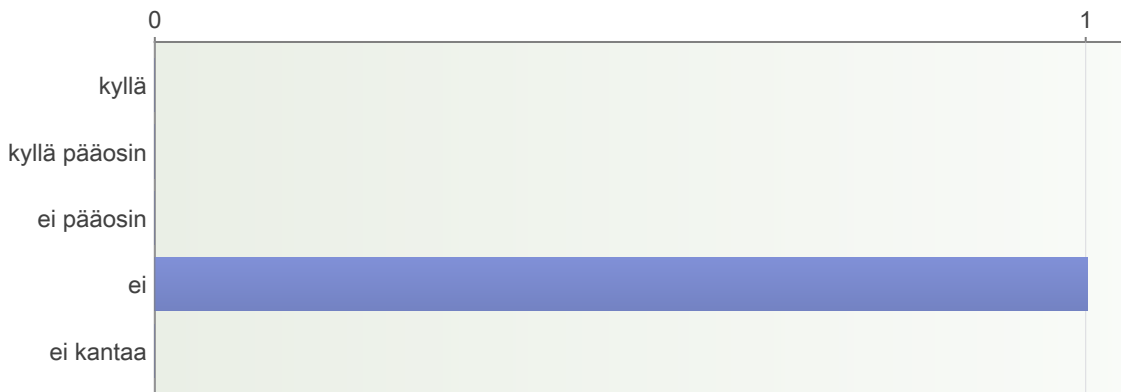 0 1
kyllä
kyllä pääosin
ei pääosin
ei
ei kantaa